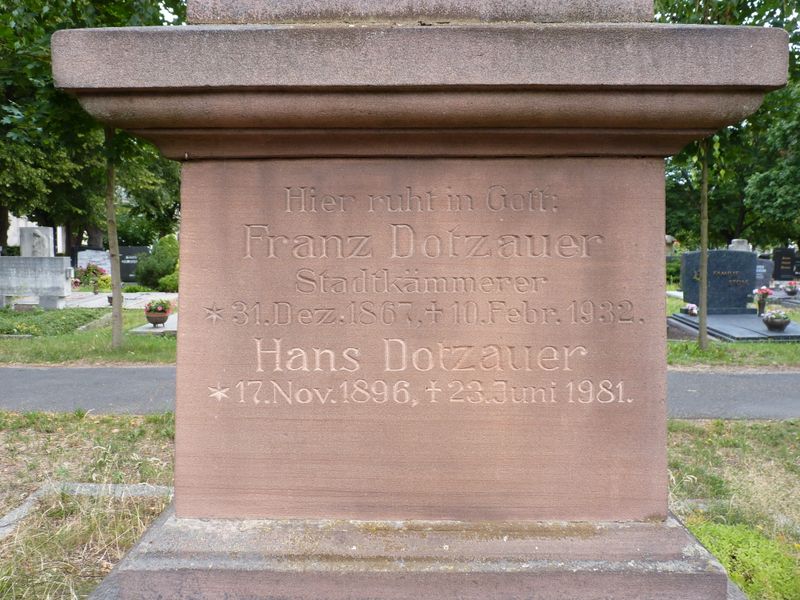 Hier ruht in Gott:
Franz Dotzauer
Stadtkämmerer
* 31. Dez. 1867, ✝ 10. Febr. 1932.
Hans Dotzauer
* 17. Nov. 1896, ✝ 23. Juni 1981.
FAMILIE